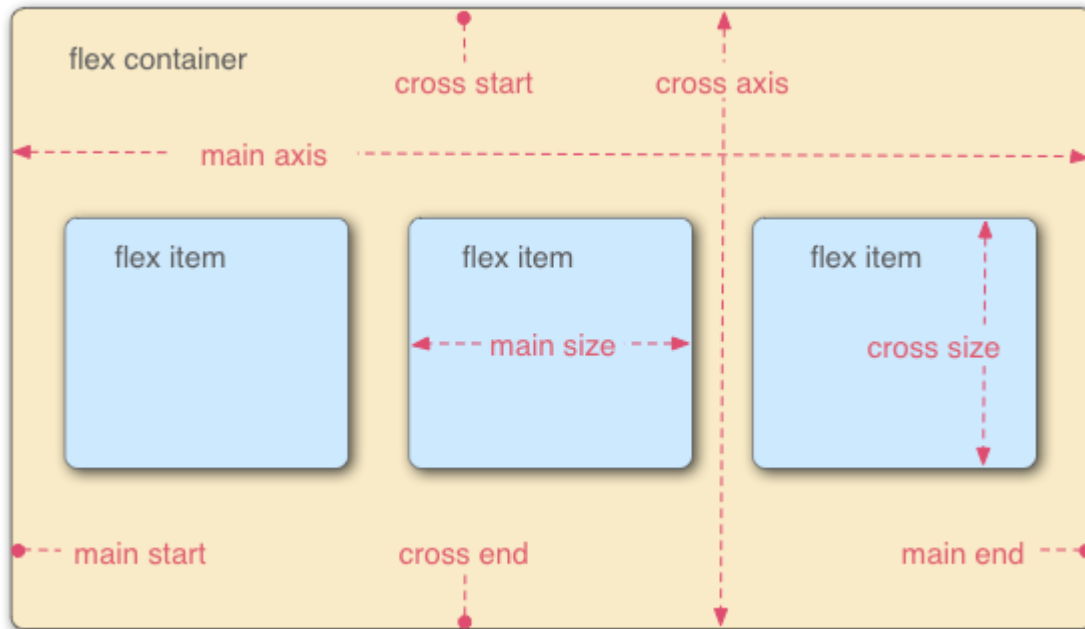 flex container
cross start
cross axis
main axis
flex item
flex item
flex item
main size
cross size
main start
cross end
main end